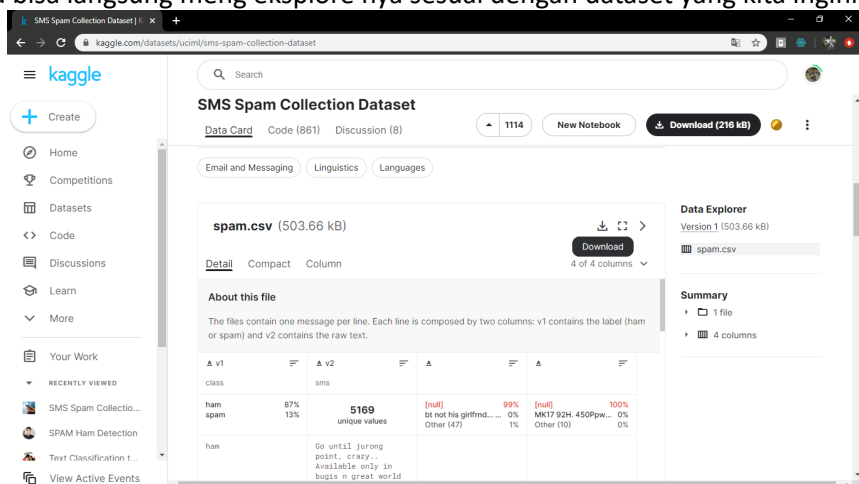 bisa langsung meng eksplore nya sesuai dengan dataset yang kita
SMS Spam Collection Dataset | K
kaggle.com/datasets/uciml/sms-spam-collection-dataset
kaggle
Search
Create
Home
Competitions
Datasets
Code
Discussions
Learn
More
Your Work
RECENTLY VIEWED
SMS Spam Collectio...
SPAM Ham Detection
Text Classification t...
View Active Events
SMS Spam Collection Dataset
Data Card Code (861) Discussion (8)
1114
New Notebook
Download (216 kB)
Email and Messaging Linguistics Languages
spam.csv (503.66 kB)
Download
Detail Compact Column
4 of 4 columns
About this file
The files contain one message per line. Each line is composed by two columns: v1 contains the label (ham
or spam) and v2 contains the raw text.
A v1 A v2 A A
class sms
ham 87%
spam 13%
5169
unique values
[null] 99%
bt not his girlfrnd... ... 0%
Other (47) 1%
[null] 100%
MK17 92H. 450Ppw... 0%
Other (10) 0%
ham
Go until jurong
point, crazy..
Available only in
bugis n great world
Data Explorer
Version 1 (503.66 kB)
spam.csv
Summary
1 file
4 columns